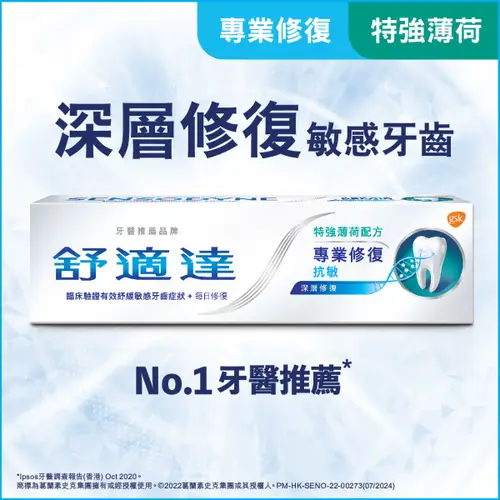 專業修復
特強薄荷
深層修復敏感牙齒
SENSODYNE
牙醫推薦品牌
舒適達
臨床驗證有效紓緩敏感牙齒症狀 + 每日修復
特強薄荷配方
專業修復
抗敏
深層修復
gsk
No.1牙醫推薦*
*Ipsos牙醫調查報告(香港) Oct 2020。
商標為葛蘭素史克集團擁有或經授權使用。©2022葛蘭素史克集團或其授權人。PM-HK-SENO-22-00273(07/2024)